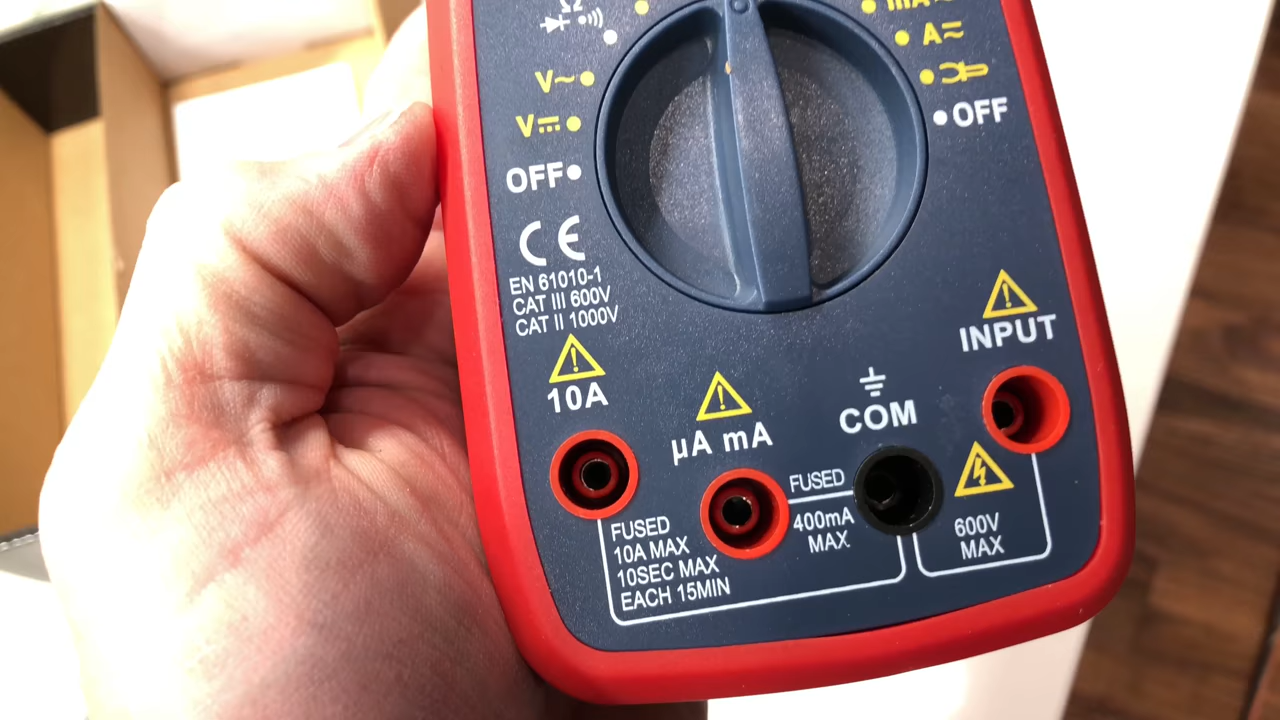 Ω
mA
A
V~
V
OFF
OFF
CE
EN 61010-1
CAT III 600V
CAT II 1000V
10A
µA mA
COM
INPUT
FUSED
400mA
MAX
600V
MAX
FUSED
10A MAX
10SEC MAX
EACH 15MIN